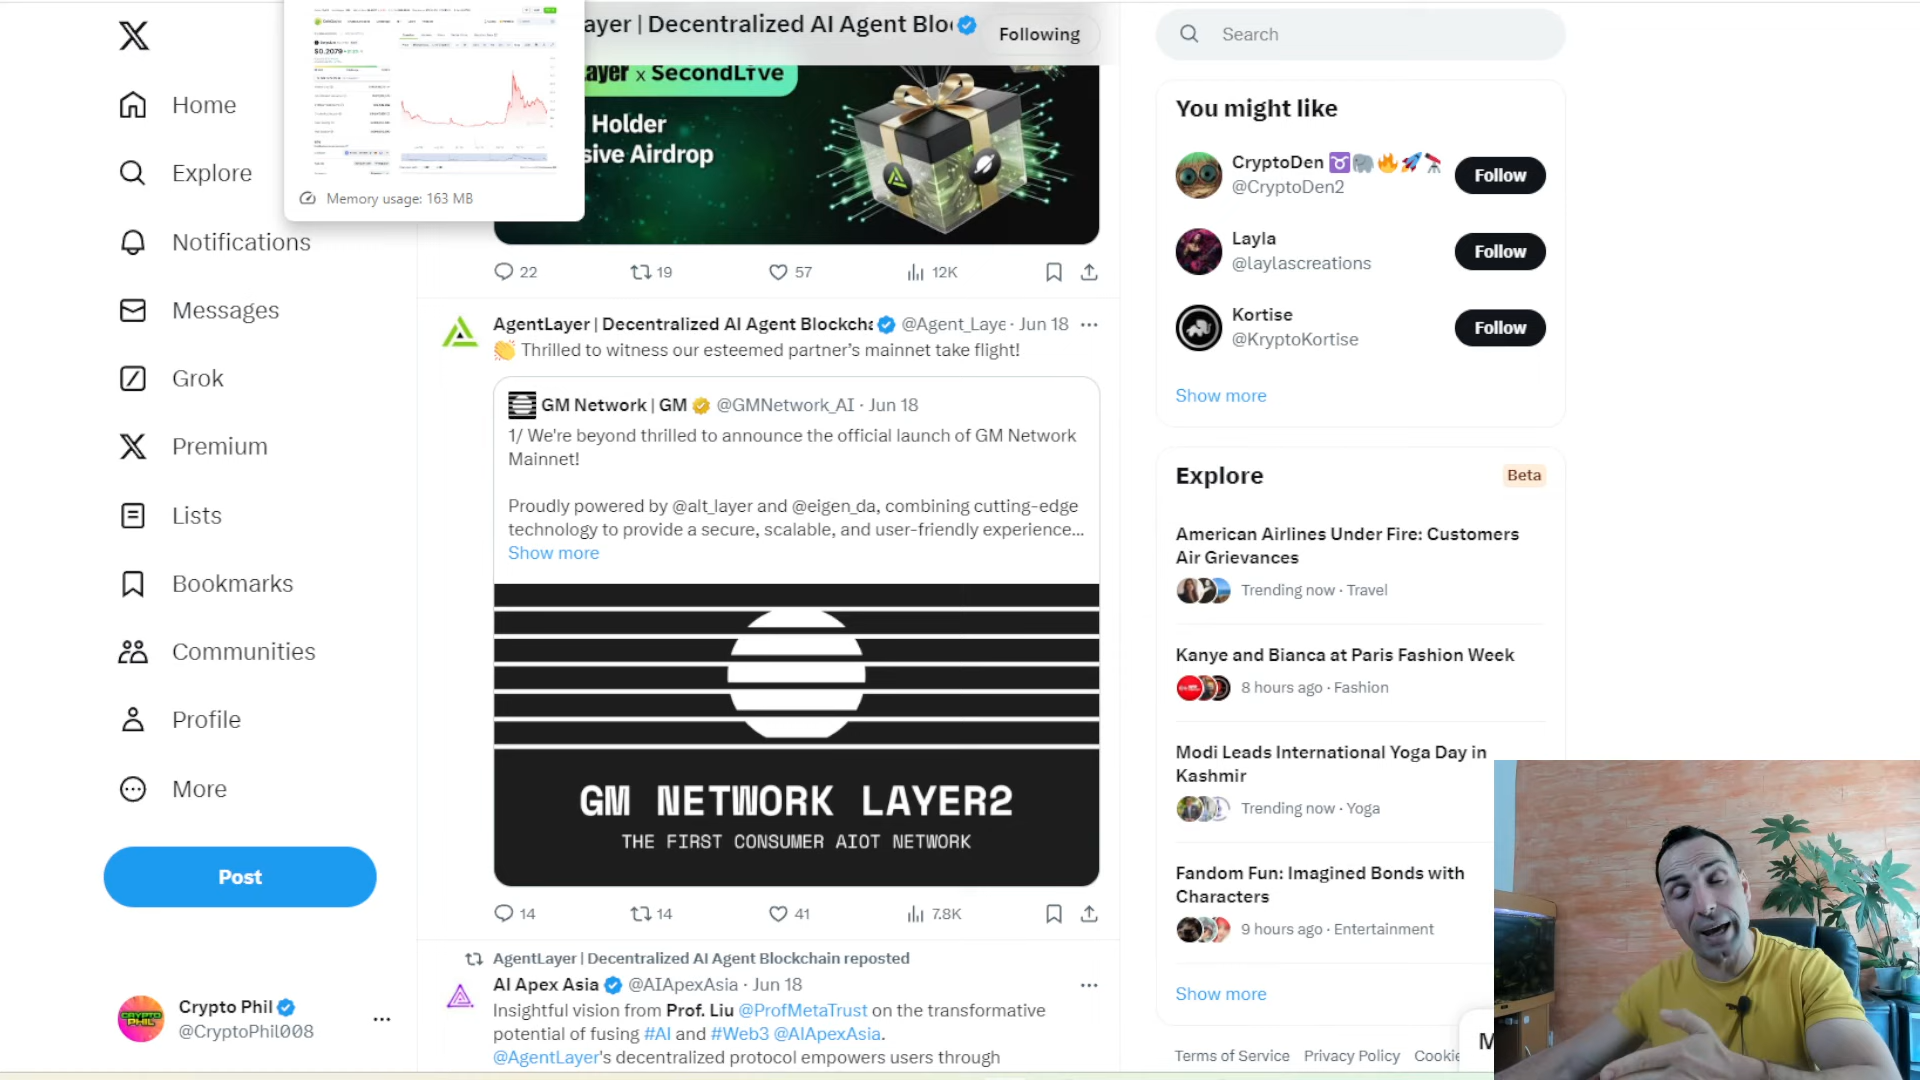 Home
Explore
Notifications
Messages
Grok
Premium
Lists
Bookmarks
Communities
Profile
More
Post
Crypto Phil
@CryptoPhil008
$0.2079
Memory usage: 163 MB
ayer | Decentralized AI Agent Blo
Following
ayer x SecondLive
Holder
sive Airdrop
22
19
57
12K
AgentLayer | Decentralized AI Agent Blockcha @Agent_Laye · Jun 18
👏 Thrilled to witness our esteemed partner's mainnet take flight!
GM Network | GM @GMNetwork_AI · Jun 18
1/ We're beyond thrilled to announce the official launch of GM Network
Mainnet!
Proudly powered by @alt_layer and @eigen_da, combining cutting-edge
technology to provide a secure, scalable, and user-friendly experience...
Show more
GM NETWORK LAYER2
THE FIRST CONSUMER AIOT NETWORK
14
14
41
7.8K
AgentLayer | Decentralized AI Agent Blockchain reposted
AI Apex Asia @AIApexAsia · Jun 18
Insightful vision from Prof. Liu @ProfMetaTrust on the transformative
potential of fusing #AI and #Web3 @AIApexAsia.
@AgentLayer's decentralized protocol empowers users through
Search
You might like
CryptoDen ♉🐘🔥🚀🔭
@CryptoDen2
Follow
Layla
@laylascreations
Follow
Kortise
@KryptoKortise
Follow
Show more
Explore
Beta
American Airlines Under Fire: Customers
Air Grievances
Trending now · Travel
Kanye and Bianca at Paris Fashion Week
8 hours ago · Fashion
Modi Leads International Yoga Day in
Kashmir
Trending now · Yoga
Fandom Fun: Imagined Bonds with
Characters
9 hours ago · Entertainment
Show more
Terms of Service Privacy Policy Cookie
M